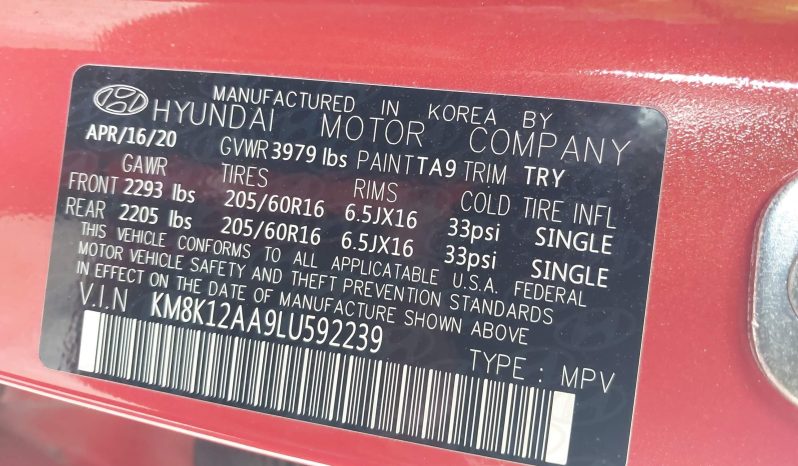 MANUFACTURED IN KOREA BY
HYUNDAI MOTOR COMPANY
APR/16/20 GVWR 3979 lbs PAINT TA9 TRIM TRY
GAWR TIRES RIMS COLD TIRE INFL
FRONT 2293 lbs 205/60R16 6.5JX16 33psi SINGLE
REAR 2205 lbs 205/60R16 6.5JX16 33psi SINGLE
THIS VEHICLE CONFORMS TO ALL APPLICATABLE U.S.A. FEDERAL
MOTOR VEHICLE SAFETY AND THEFT PREVENTION STANDARDS
IN EFFECT ON THE DATE OF MANUFACTURE SHOWN ABOVE
V.I.N KM8K12AA9LU592239
TYPE : MPV